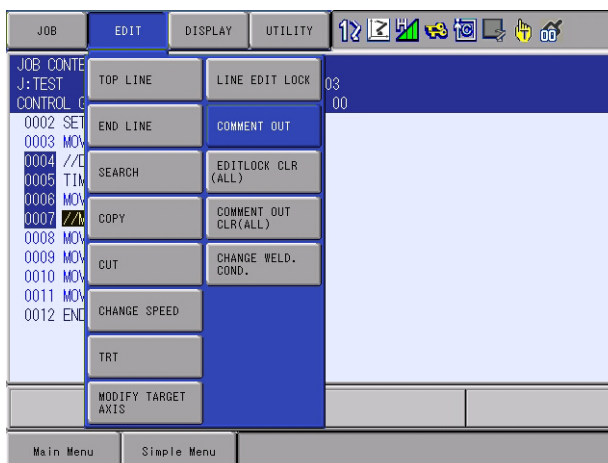 JOB EDIT DISPLAY UTILITY
JOB CONTE
J:TEST 03
CONTROL G 00
0002 SET
0003 MOV
0004 //D
0005 TIM
0006 MOV
0007 //M
0008 MOV
0009 MOV
0010 MOV
0011 MOV
0012 END
TOP LINE
END LINE
SEARCH
COPY
CUT
CHANGE SPEED
TRT
MODIFY TARGET
AXIS
LINE EDIT LOCK
COMMENT OUT
EDITLOCK CLR
(ALL)
COMMENT OUT
CLR(ALL)
CHANGE WELD.
COND.
Main Menu Simple Menu